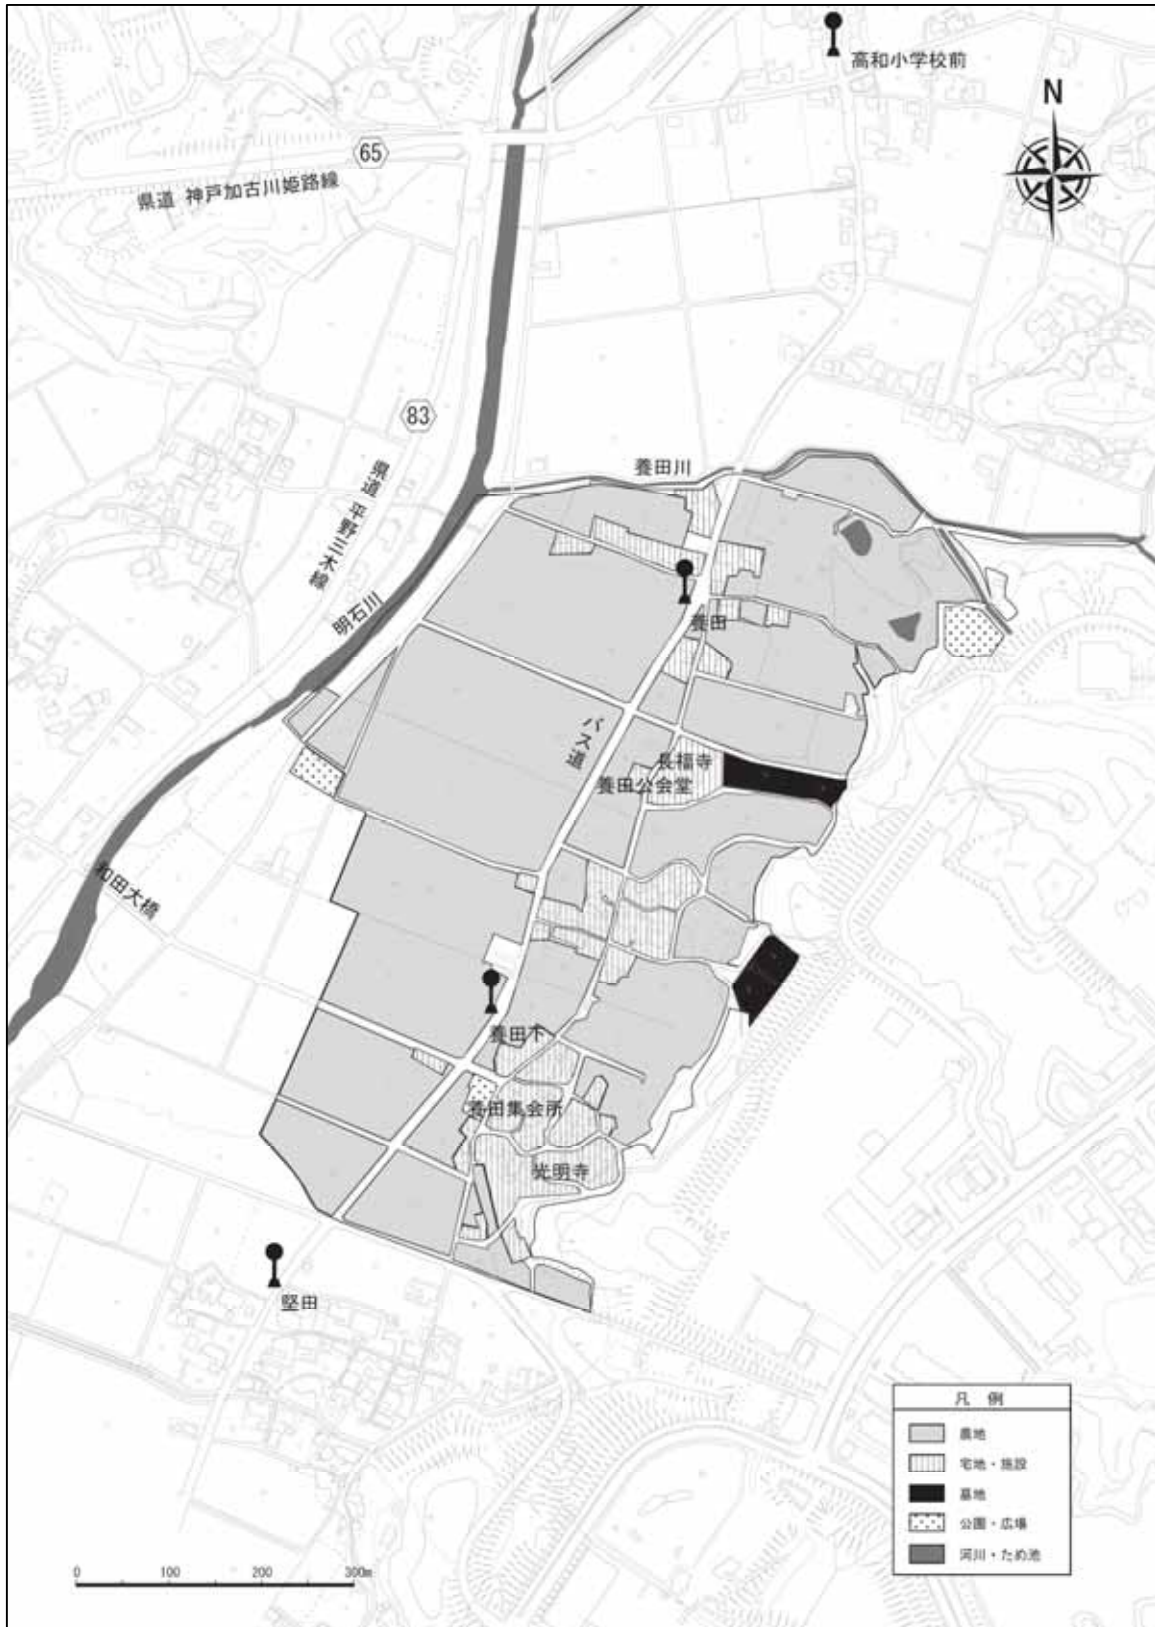 高和小学校前
N
65
県道 神戸加古川姫路線
83
県道 平野三木線
養田川
明石川
養田
バス道
長福寺
養田公会堂
和田大橋
養田下
養田集会所
光明寺
堅田
凡 例
農地
宅地・施設
墓地
公園・広場
河川・ため池
0 100 200 300m